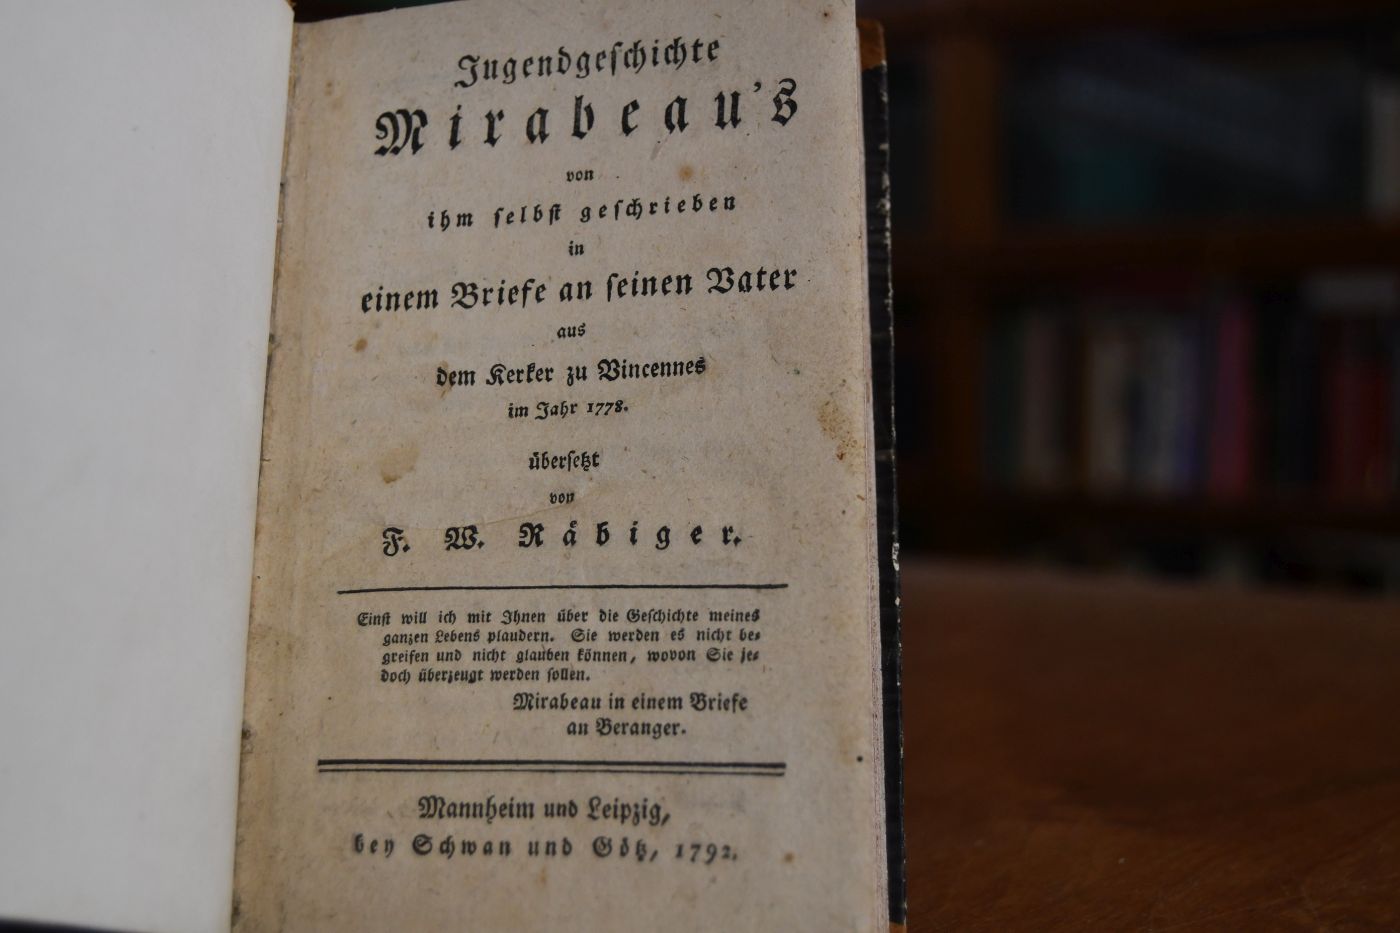 Jugendgeſchichte
Mirabeau's
von
ihm ſelbſt geſchrieben
in
einem Briefe an ſeinen Vater
aus
dem Kerker zu Vincennes
im Jahr 1778.
überſetzt
von
F. W. Räbiger.
Einſt will ich mit Ihnen über die Geſchichte meines
ganzen Lebens plaudern. Sie werden es nicht be⸗
greifen und nicht glauben können, wovon Sie je⸗
doch überzeugt werden ſollen.
Mirabeau in einem Briefe
an Beranger.
Mannheim und Leipzig,
bey Schwan und Götz, 1792.